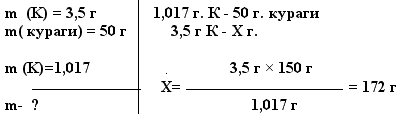 m (K) = 3,5 г
m( кураги) = 50 г
m (K)=1,017
m- ?
1,017 г. К - 50 г. кураги
3,5 г К - X г.
3,5 г × 150 г
X= = 172 г
1,017 г